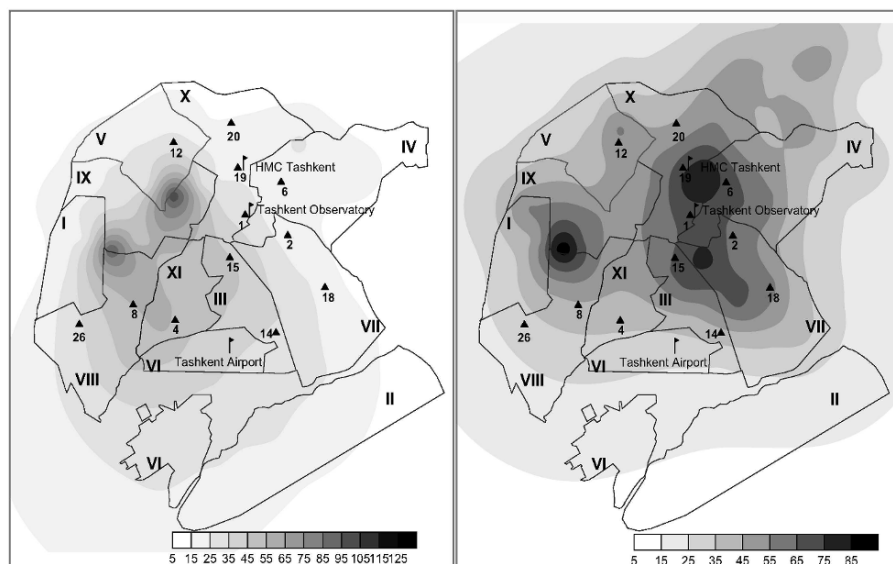 X
V
20
IV
12
IX
19
HMC Tashkent
6
I
Tashkent Observatory
1
2
XI
15
III
18
8
4
26
14
VII
Tashkent Airport
VI
VIII
II
VI
5 15 25 35 45 55 65 75 85 95 105115125
X
V
20
IV
12
IX
19
HMC Tashkent
6
I
Tashkent Observatory
1
2
XI
15
III
18
8
4
26
14
VII
Tashkent Airport
VI
VIII
II
VI
5 15 25 35 45 55 65 75 85